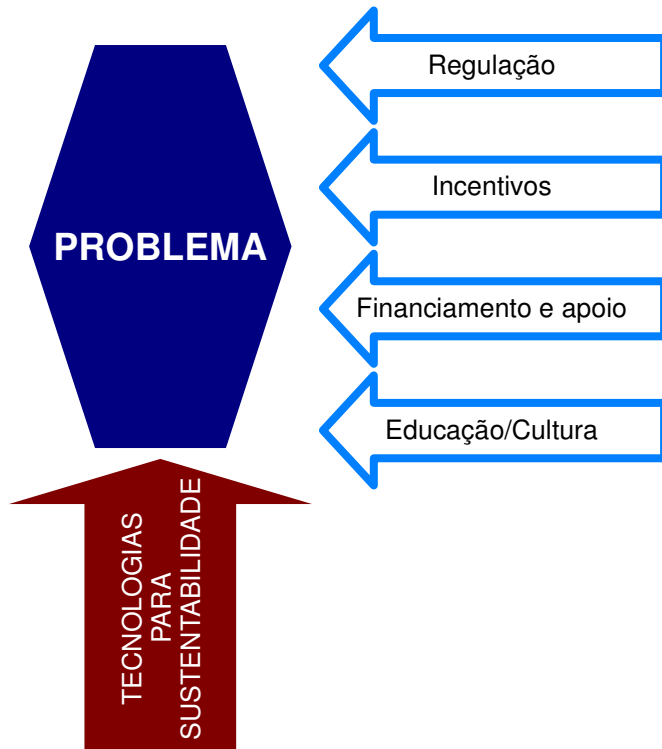 Regulação
Incentivos
PROBLEMA
Financiamento e apoio
Educação/Cultura
TECNOLOGIAS
PARA
SUSTENTABILIDADE